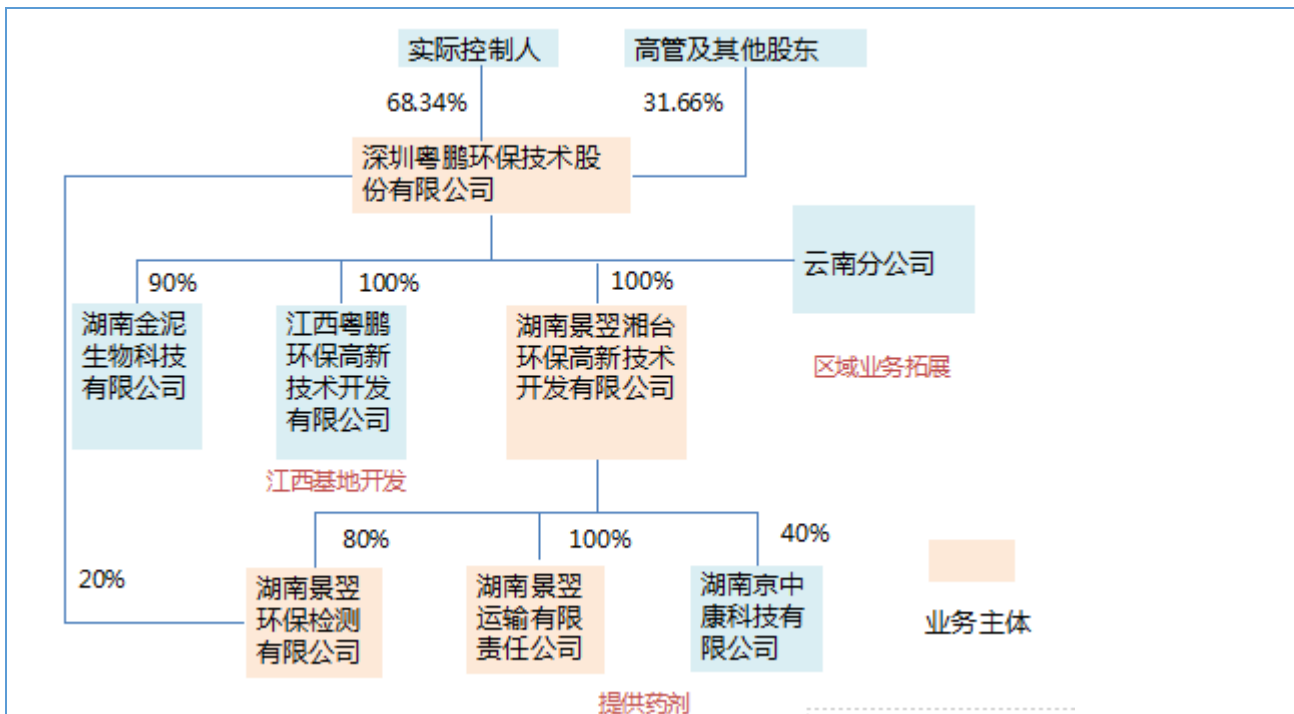 实际控制人
高管及其他股东
68.34%
31.66%
深圳粤鹏环保技术股
份有限公司
云南分公司
90%
100%
100%
湖南金泥
生物科技
有限公司
江西粤鹏
环保高新
技术开发
有限公司
湖南景翌湘台
环保高新技术
开发有限公司
区域业务拓展
江西基地开发
80%
100%
40%
20%
湖南景翌
环保检测
有限公司
湖南景翌
运输有限
责任公司
湖南京中
康科技有
限公司
业务主体
提供药剂